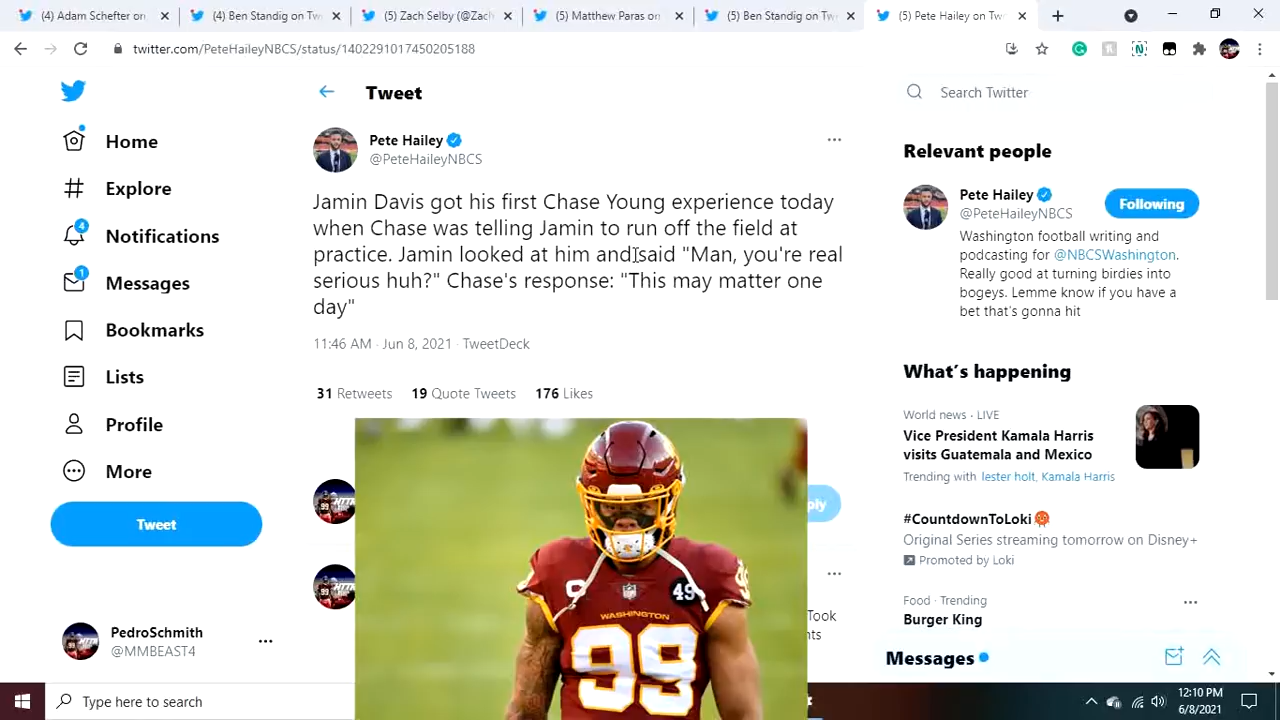 (4) Adam Schefter on
(4) Ben Standig on Tw
(5) Zach Selby (@Zach
(5) Matthew Paras on
(5) Ben Standig on Tw
(5) Pete Hailey on Tw
twitter.com/PeteHaileyNBCS/status/1402291017450205188
Home
Explore
4
Notifications
1
Messages
Bookmarks
Lists
Profile
More
Tweet
PedroSchmith
@MMBEAST4
Tweet
Pete Hailey
@PeteHaileyNBCS
Jamin Davis got his first Chase Young experience today
when Chase was telling Jamin to run off the field at
practice. Jamin looked at him and said "Man, you're real
serious huh?" Chase's response: "This may matter one
day"
11:46 AM · Jun 8, 2021 · TweetDeck
31 Retweets 19 Quote Tweets 176 Likes
ply
Took
nts
49
WASHINGTON
99
Search Twitter
Relevant people
Pete Hailey
@PeteHaileyNBCS
Following
Washington football writing and
podcasting for @NBCSWashington.
Really good at turning birdies into
bogeys. Lemme know if you have a
bet that's gonna hit
What's happening
World news · LIVE
Vice President Kamala Harris
visits Guatemala and Mexico
Trending with lester holt, Kamala Harris
#CountdownToLoki
Original Series streaming tomorrow on Disney+
Promoted by Loki
Food · Trending
Burger King
Messages
Type here to search
12:10 PM
6/8/2021